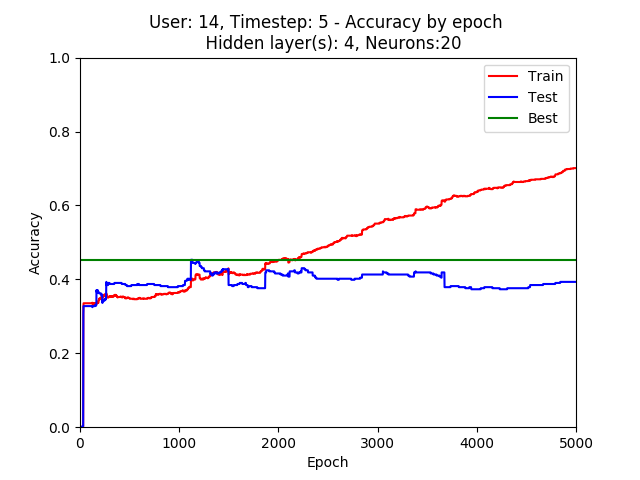 User: 14, Timestep: 5 - Accuracy by epoch
Hidden layer(s): 4, Neurons:20
Train
Test
Best
1.0
0.8
0.6
0.4
0.2
0.0
Accuracy
0
1000
2000
3000
4000
5000
Epoch